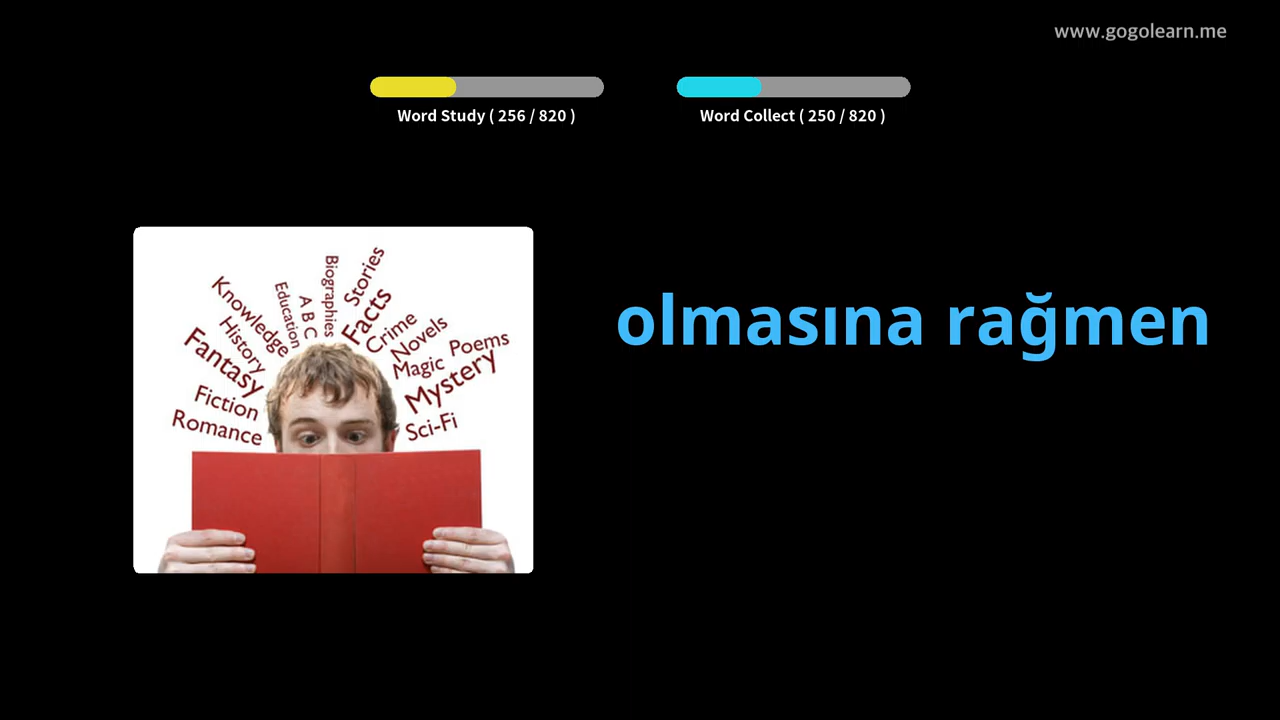 www.gogolearn.me
Word Study ( 256 / 820 )
Word Collect ( 250 / 820 )
olmasına rağmen
Romance
Fiction
Fantasy
History
Knowledge
Education
A B C
Biographies
Stories
Facts
Crime
Novels
Magic
Poems
Mystery
Sci-Fi